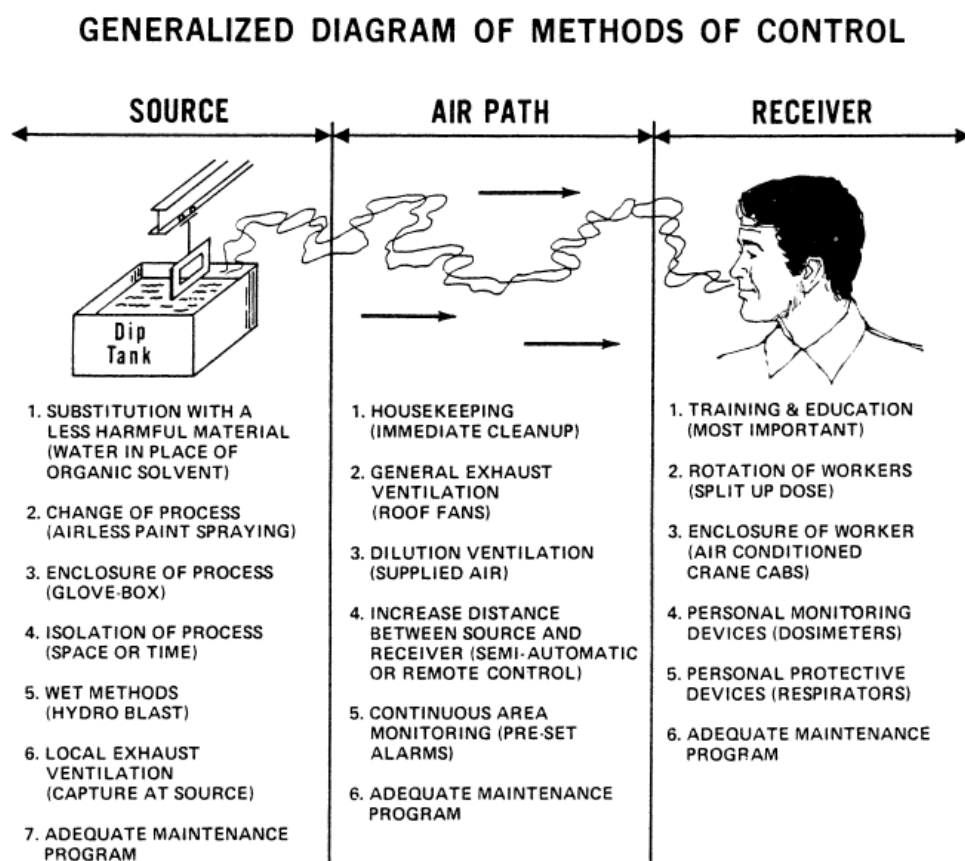 GENERALIZED DIAGRAM OF METHODS OF CONTROL
SOURCE
AIR PATH
RECEIVER
Dip
Tank
1. SUBSTITUTION WITH A
LESS HARMFUL MATERIAL
(WATER IN PLACE OF
ORGANIC SOLVENT)
2. CHANGE OF PROCESS
(AIRLESS PAINT SPRAYING)
3. ENCLOSURE OF PROCESS
(GLOVE-BOX)
4. ISOLATION OF PROCESS
(SPACE OR TIME)
5. WET METHODS
(HYDRO BLAST)
6. LOCAL EXHAUST
VENTILATION
(CAPTURE AT SOURCE)
7. ADEQUATE MAINTENANCE
PROGRAM
1. HOUSEKEEPING
(IMMEDIATE CLEANUP)
2. GENERAL EXHAUST
VENTILATION
(ROOF FANS)
3. DILUTION VENTILATION
(SUPPLIED AIR)
4. INCREASE DISTANCE
BETWEEN SOURCE AND
RECEIVER (SEMI-AUTOMATIC
OR REMOTE CONTROL)
5. CONTINUOUS AREA
MONITORING (PRE-SET
ALARMS)
6. ADEQUATE MAINTENANCE
PROGRAM
1. TRAINING & EDUCATION
(MOST IMPORTANT)
2. ROTATION OF WORKERS
(SPLIT UP DOSE)
3. ENCLOSURE OF WORKER
(AIR CONDITIONED
CRANE CABS)
4. PERSONAL MONITORING
DEVICES (DOSIMETERS)
5. PERSONAL PROTECTIVE
DEVICES (RESPIRATORS)
6. ADEQUATE MAINTENANCE
PROGRAM